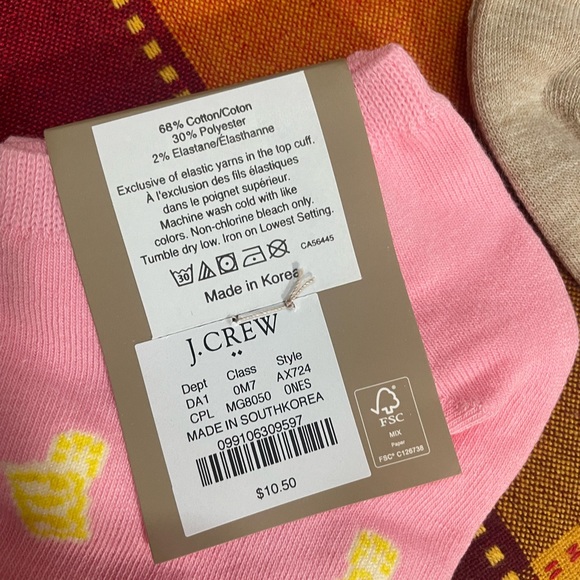 68% Cotton/Coton
30% Polyester
2% Elastane/Élasthanne
Exclusive of elastic yarns in the top cuff.
À l'exclusion des fils élastiques
dans le poignet supérieur.
Machine wash cold with like
colors. Non-chlorine bleach only.
Tumble dry low. Iron on Lowest Setting.
30
CA56445
Made in Korea
J.CREW
Dept Class Style
DA1 0M7 AX724
CPL MG8050 0NES
MADE IN SOUTHKOREA
099106309597
$10.50
FSC
MIX
Paper
FSC® C126738